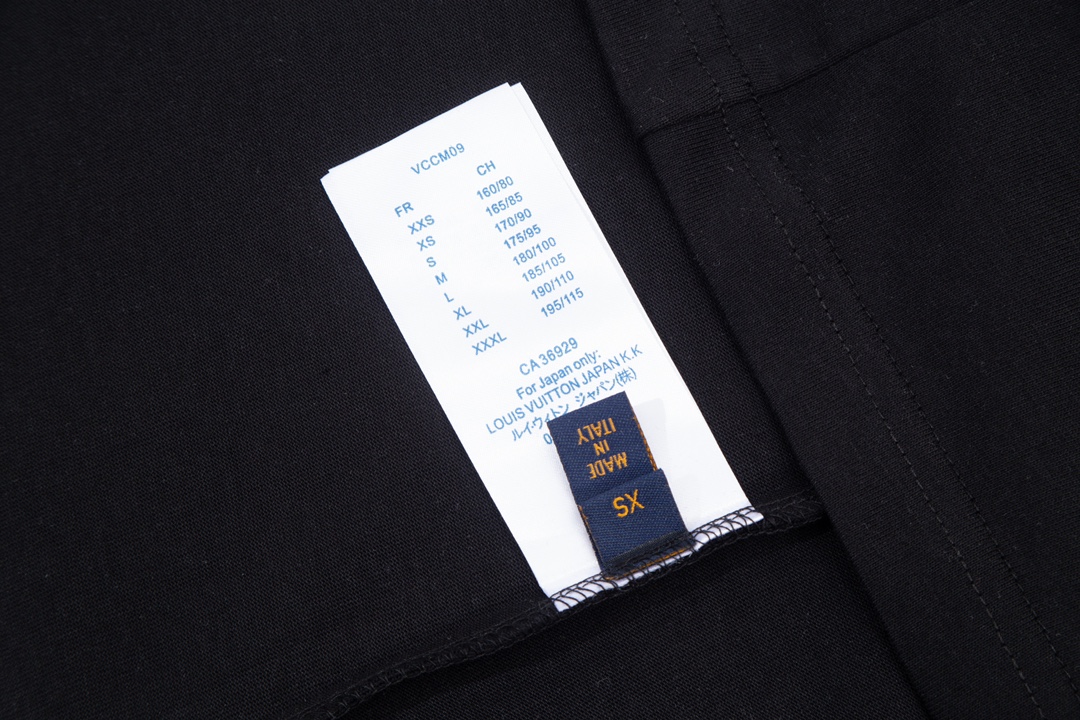 VCCM09
FR CH
XXS 160/80
XS 165/85
S 170/90
M 175/95
L 180/100
XL 185/105
XXL 190/110
XXXL 195/115
CA 36929
For Japan only:
LOUIS VUITTON JAPAN K.K
ルイ・ヴィトン ジャパン(株)
0
MADE
IN
ITALY
XS